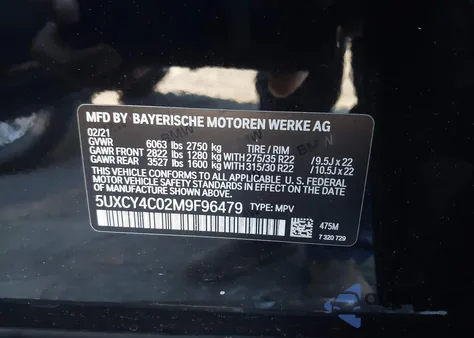 MFD BY BAYERISCHE MOTOREN WERKE AG
02/21
GVWR 6063 lbs 2750 kg TIRE / RIM
GAWR FRONT 2822 lbs 1280 kg WITH 275/35 R22 / 9.5J x 22
GAWR REAR 3527 lbs 1600 kg WITH 315/30 R22 / 10.5J x 22
THIS VEHICLE CONFORMS TO ALL APPLICABLE U.S. FEDERAL
MOTOR VEHICLE SAFETY STANDARDS IN EFFECT ON THE DATE OF
MANUFACTURE SHOWN ABOVE.
5UXCY4C02M9F96479 TYPE: MPV
475M
7 320 729